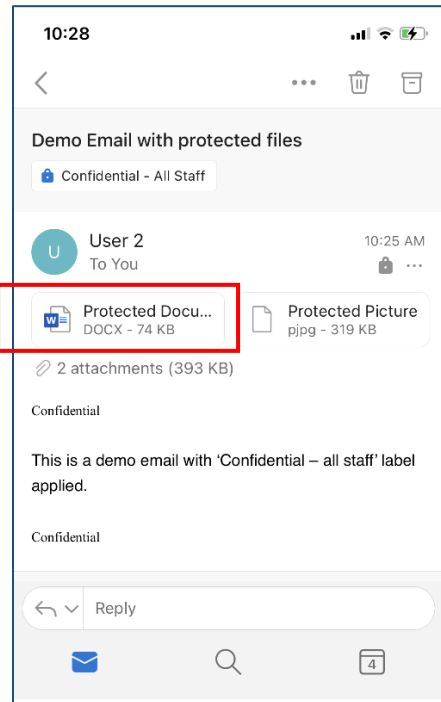 10:28
Demo Email with protected files
Confidential - All Staff
U
User 2
10:25 AM
To You
Protected Docu...
DOCX - 74 KB
Protected Picture
pjpg - 319 KB
2 attachments (393 KB)
Confidential
This is a demo email with ‘Confidential – all staff’ label
applied.
Confidential
Reply
4